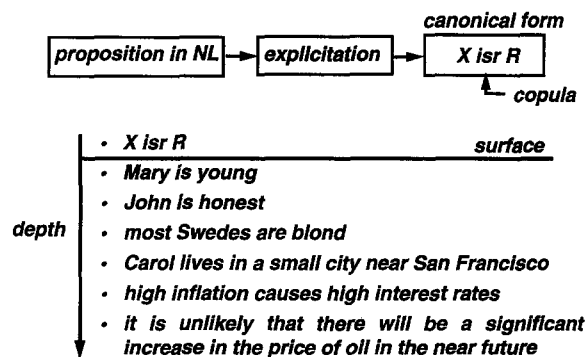 canonical form
proposition in NL
explicitation
X isr R
copula
• X isr R
surface
• Mary is young
• John is honest
depth
• most Swedes are blond
• Carol lives in a small city near San Francisco
• high inflation causes high interest rates
• it is unlikely that there will be a significant
increase in the price of oil in the near future